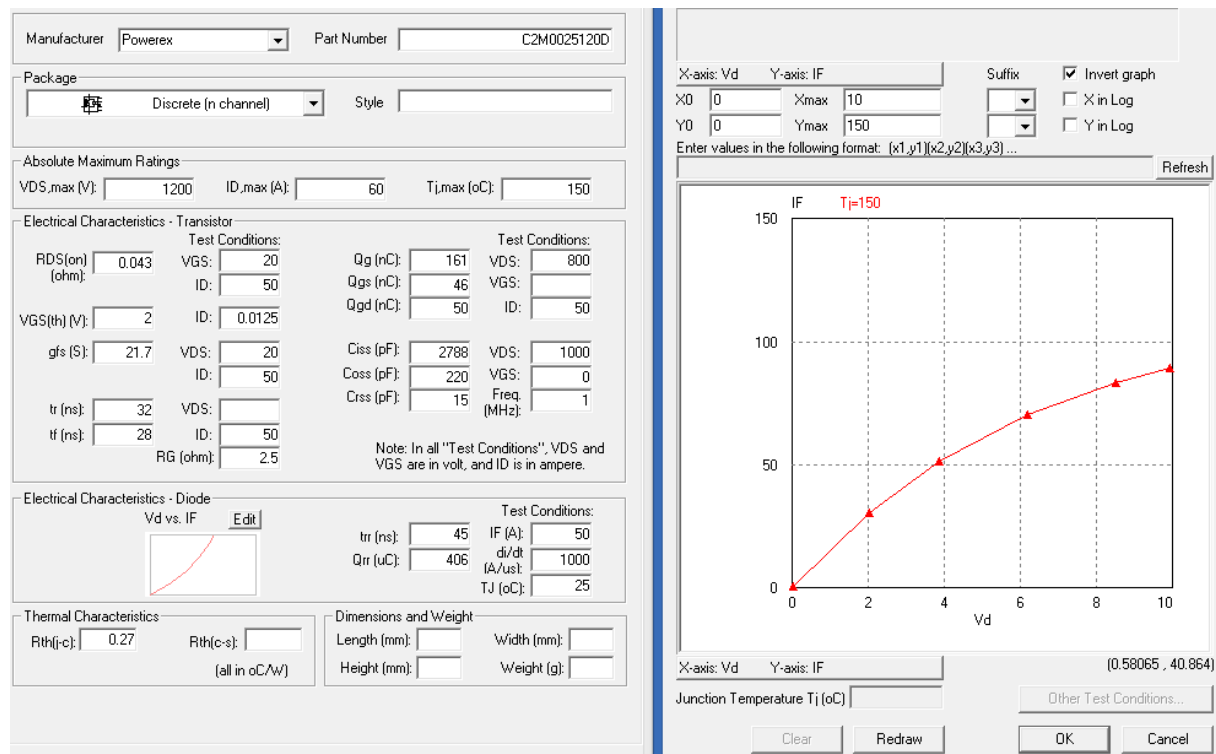 Manufacturer Powerex Part Number C2M0025120D
Package
Discrete (n channel) Style
Absolute Maximum Ratings
VDS,max (V): 1200 ID,max (A): 60 Tj,max (oC): 150
Electrical Characteristics - Transistor
Test Conditions: Test Conditions:
RDS(on) (ohm): 0.043 VGS: 20 Qg (nC): 161 VDS: 800
ID: 50 Qgs (nC): 46 VGS:
VGS(th) (V): 2 ID: 0.0125 Qgd (nC): 50 ID: 50
gfs (S): 21.7 VDS: 20 Ciss (pF): 2788 VDS: 1000
ID: 50 Coss (pF): 220 VGS: 0
tr (ns): 32 VDS: Crss (pF): 15 Freq. (MHz): 1
tf (ns): 28 ID: 50
RG (ohm): 2.5
Note: In all "Test Conditions", VDS and
VGS are in volt, and ID is in ampere.
Electrical Characteristics - Diode
Vd vs. IF Edit Test Conditions:
trr (ns): 45 IF (A): 50
Qrr (uC): 406 di/dt (A/us): 1000
TJ (oC): 25
Thermal Characteristics
Rth(j-c): 0.27 Rth(c-s):
(all in oC/W)
Dimensions and Weight
Length (mm): Width (mm):
Height (mm): Weight (g):
X-axis: Vd Y-axis: IF Suffix Invert graph
X0 0 Xmax 10 X in Log
Y0 0 Ymax 150 Y in Log
Enter values in the following format: (x1,y1)(x2,y2)(x3,y3) ...
Refresh
IF Tj=150
150
100
50
0
0 2 4 6 8 10
Vd
X-axis: Vd Y-axis: IF (0.58065 , 40.864)
Junction Temperature Tj (oC) Other Test Conditions...
Clear Redraw OK Cancel